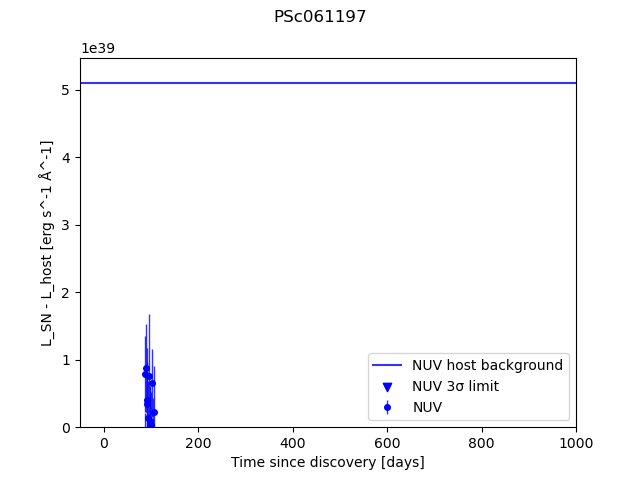 PSc061197
1e39
L_SN - L_host [erg s^-1 Å^-1]
5
4
3
2
1
0
0 200 400 600 800 1000
Time since discovery [days]
NUV host background
NUV 3σ limit
NUV